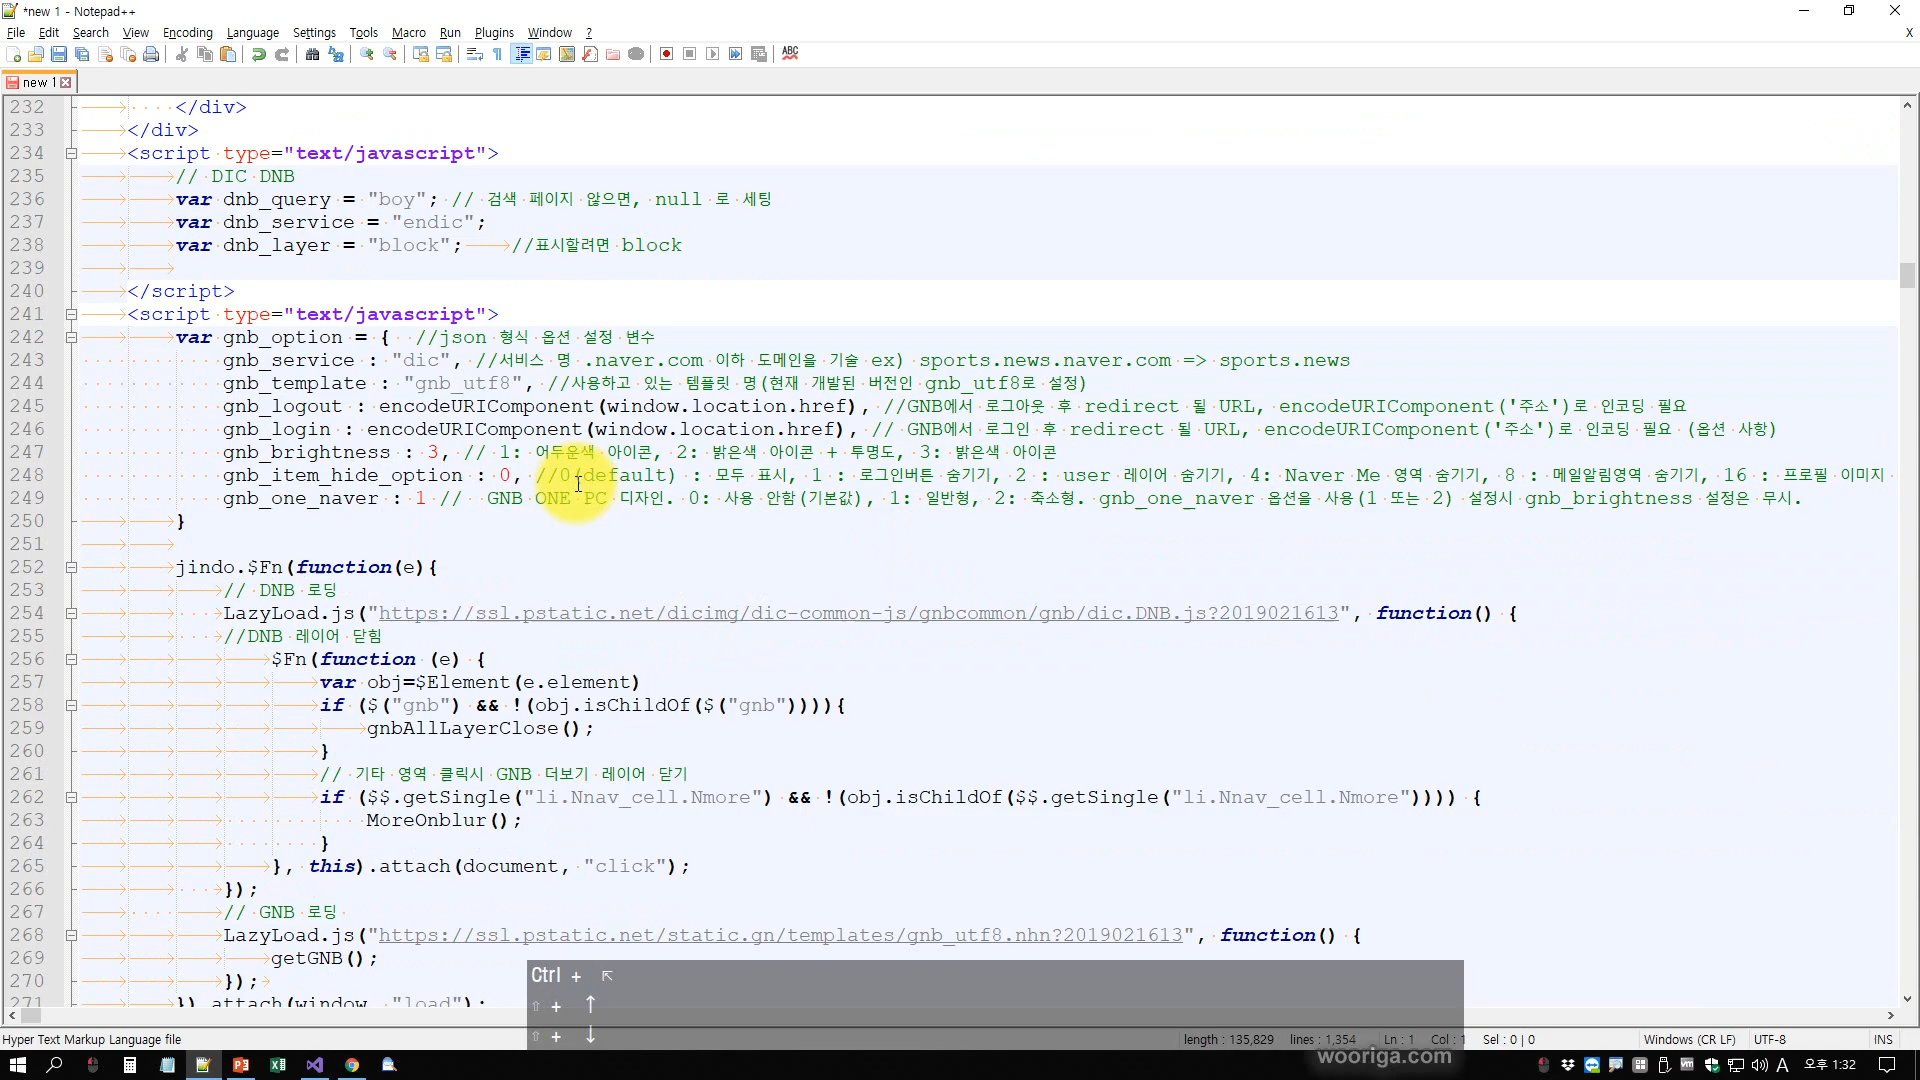 *new 1 - Notepad++
File Edit Search View Encoding Language Settings Tools Macro Run Plugins Window ? X
new 1
232 </div>
233 </div>
234 <script type="text/javascript">
235 // DIC DNB
236 var dnb_query = "boy"; // 검색 페이지 않으면, null 로 세팅
237 var dnb_service = "endic";
238 var dnb_layer = "block"; //표시할려면 block
239
240 </script>
241 <script type="text/javascript">
242 var gnb_option = { //json 형식 옵션 설정 변수
243 gnb_service : "dic", //서비스 명 .naver.com 이하 도메인을 기술 ex) sports.news.naver.com => sports.news
244 gnb_template : "gnb_utf8", //사용하고 있는 템플릿 명(현재 개발된 버전인 gnb_utf8로 설정)
245 gnb_logout : encodeURIComponent(window.location.href), //GNB에서 로그아웃 후 redirect 될 URL, encodeURIComponent('주소')로 인코딩 필요
246 gnb_login : encodeURIComponent(window.location.href), // GNB에서 로그인 후 redirect 될 URL, encodeURIComponent('주소')로 인코딩 필요 (옵션 사항)
247 gnb_brightness : 3, // 1: 어두운색 아이콘, 2: 밝은색 아이콘 + 투명도, 3: 밝은색 아이콘
248 gnb_item_hide_option : 0, //0(default) : 모두 표시, 1 : 로그인버튼 숨기기, 2 : user 레이어 숨기기, 4: Naver Me 영역 숨기기, 8 : 메일알림영역 숨기기, 16 : 프로필 이미지
249 gnb_one_naver : 1 // GNB ONE PC 디자인. 0: 사용 안함(기본값), 1: 일반형, 2: 축소형. gnb_one_naver 옵션을 사용(1 또는 2) 설정시 gnb_brightness 설정은 무시.
250 }
251
252 jindo.$Fn(function(e){
253 // DNB 로딩
254 LazyLoad.js("https://ssl.pstatic.net/dicimg/dic-common-js/gnbcommon/gnb/dic.DNB.js?2019021613", function() {
255 //DNB 레이어 닫힘
256 $Fn(function (e) {
257 var obj=$Element(e.element)
258 if ($("gnb") && !(obj.isChildOf($("gnb")))){
259 gnbAllLayerClose();
260 }
261 // 기타 영역 클릭시 GNB 더보기 레이어 닫기
262 if ($$.getSingle("li.Nnav_cell.Nmore") && !(obj.isChildOf($$.getSingle("li.Nnav_cell.Nmore")))) {
263 MoreOnblur();
264 }
265 }, this).attach(document, "click");
266 });
267 // GNB 로딩
268 LazyLoad.js("https://ssl.pstatic.net/static.gn/templates/gnb_utf8.nhn?2019021613", function() {
269 getGNB();
270 });
271 }).attach(window, "load");
Ctrl + ⇱
⇧ + ↑
⇧ + ↓
Hyper Text Markup Language file length : 135,829 lines : 1,354 Ln : 1 Col : 1 Sel : 0 | 0 Windows (CR LF) UTF-8 INS
wooriga.com
A 오후 1:32